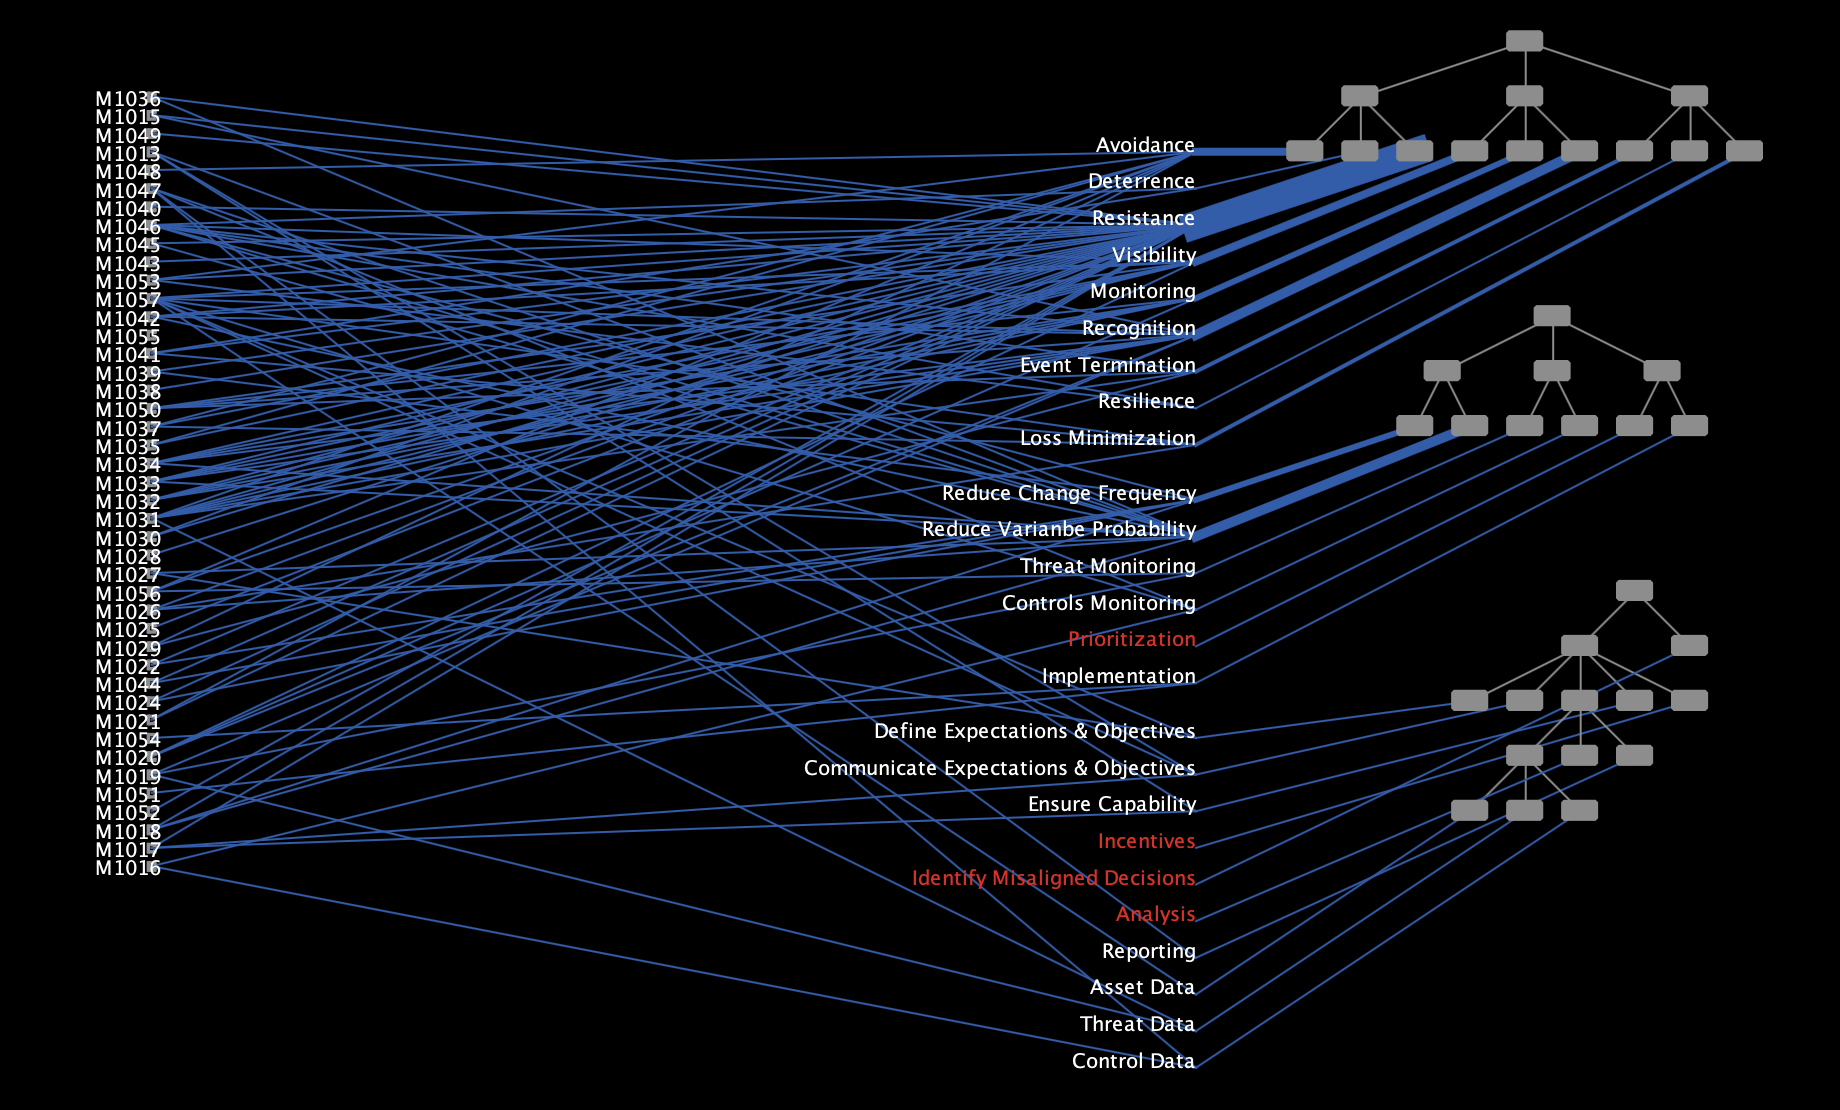 M1036
M1015
M1049
M1013
M1048
M1047
M1040
M1046
M1045
M1043
M1053
M1057
M1042
M1055
M1041
M1039
M1038
M1050
M1037
M1035
M1034
M1033
M1032
M1031
M1030
M1028
M1027
M1056
M1026
M1025
M1029
M1022
M1044
M1024
M1021
M1054
M1020
M1019
M1051
M1052
M1018
M1017
M1016
Avoidance
Deterrence
Resistance
Visibility
Monitoring
Recognition
Event Termination
Resilience
Loss Minimization
Reduce Change Frequency
Reduce Varianbe Probability
Threat Monitoring
Controls Monitoring
Prioritization
Implementation
Define Expectations & Objectives
Communicate Expectations & Objectives
Ensure Capability
Incentives
Identify Misaligned Decisions
Analysis
Reporting
Asset Data
Threat Data
Control Data